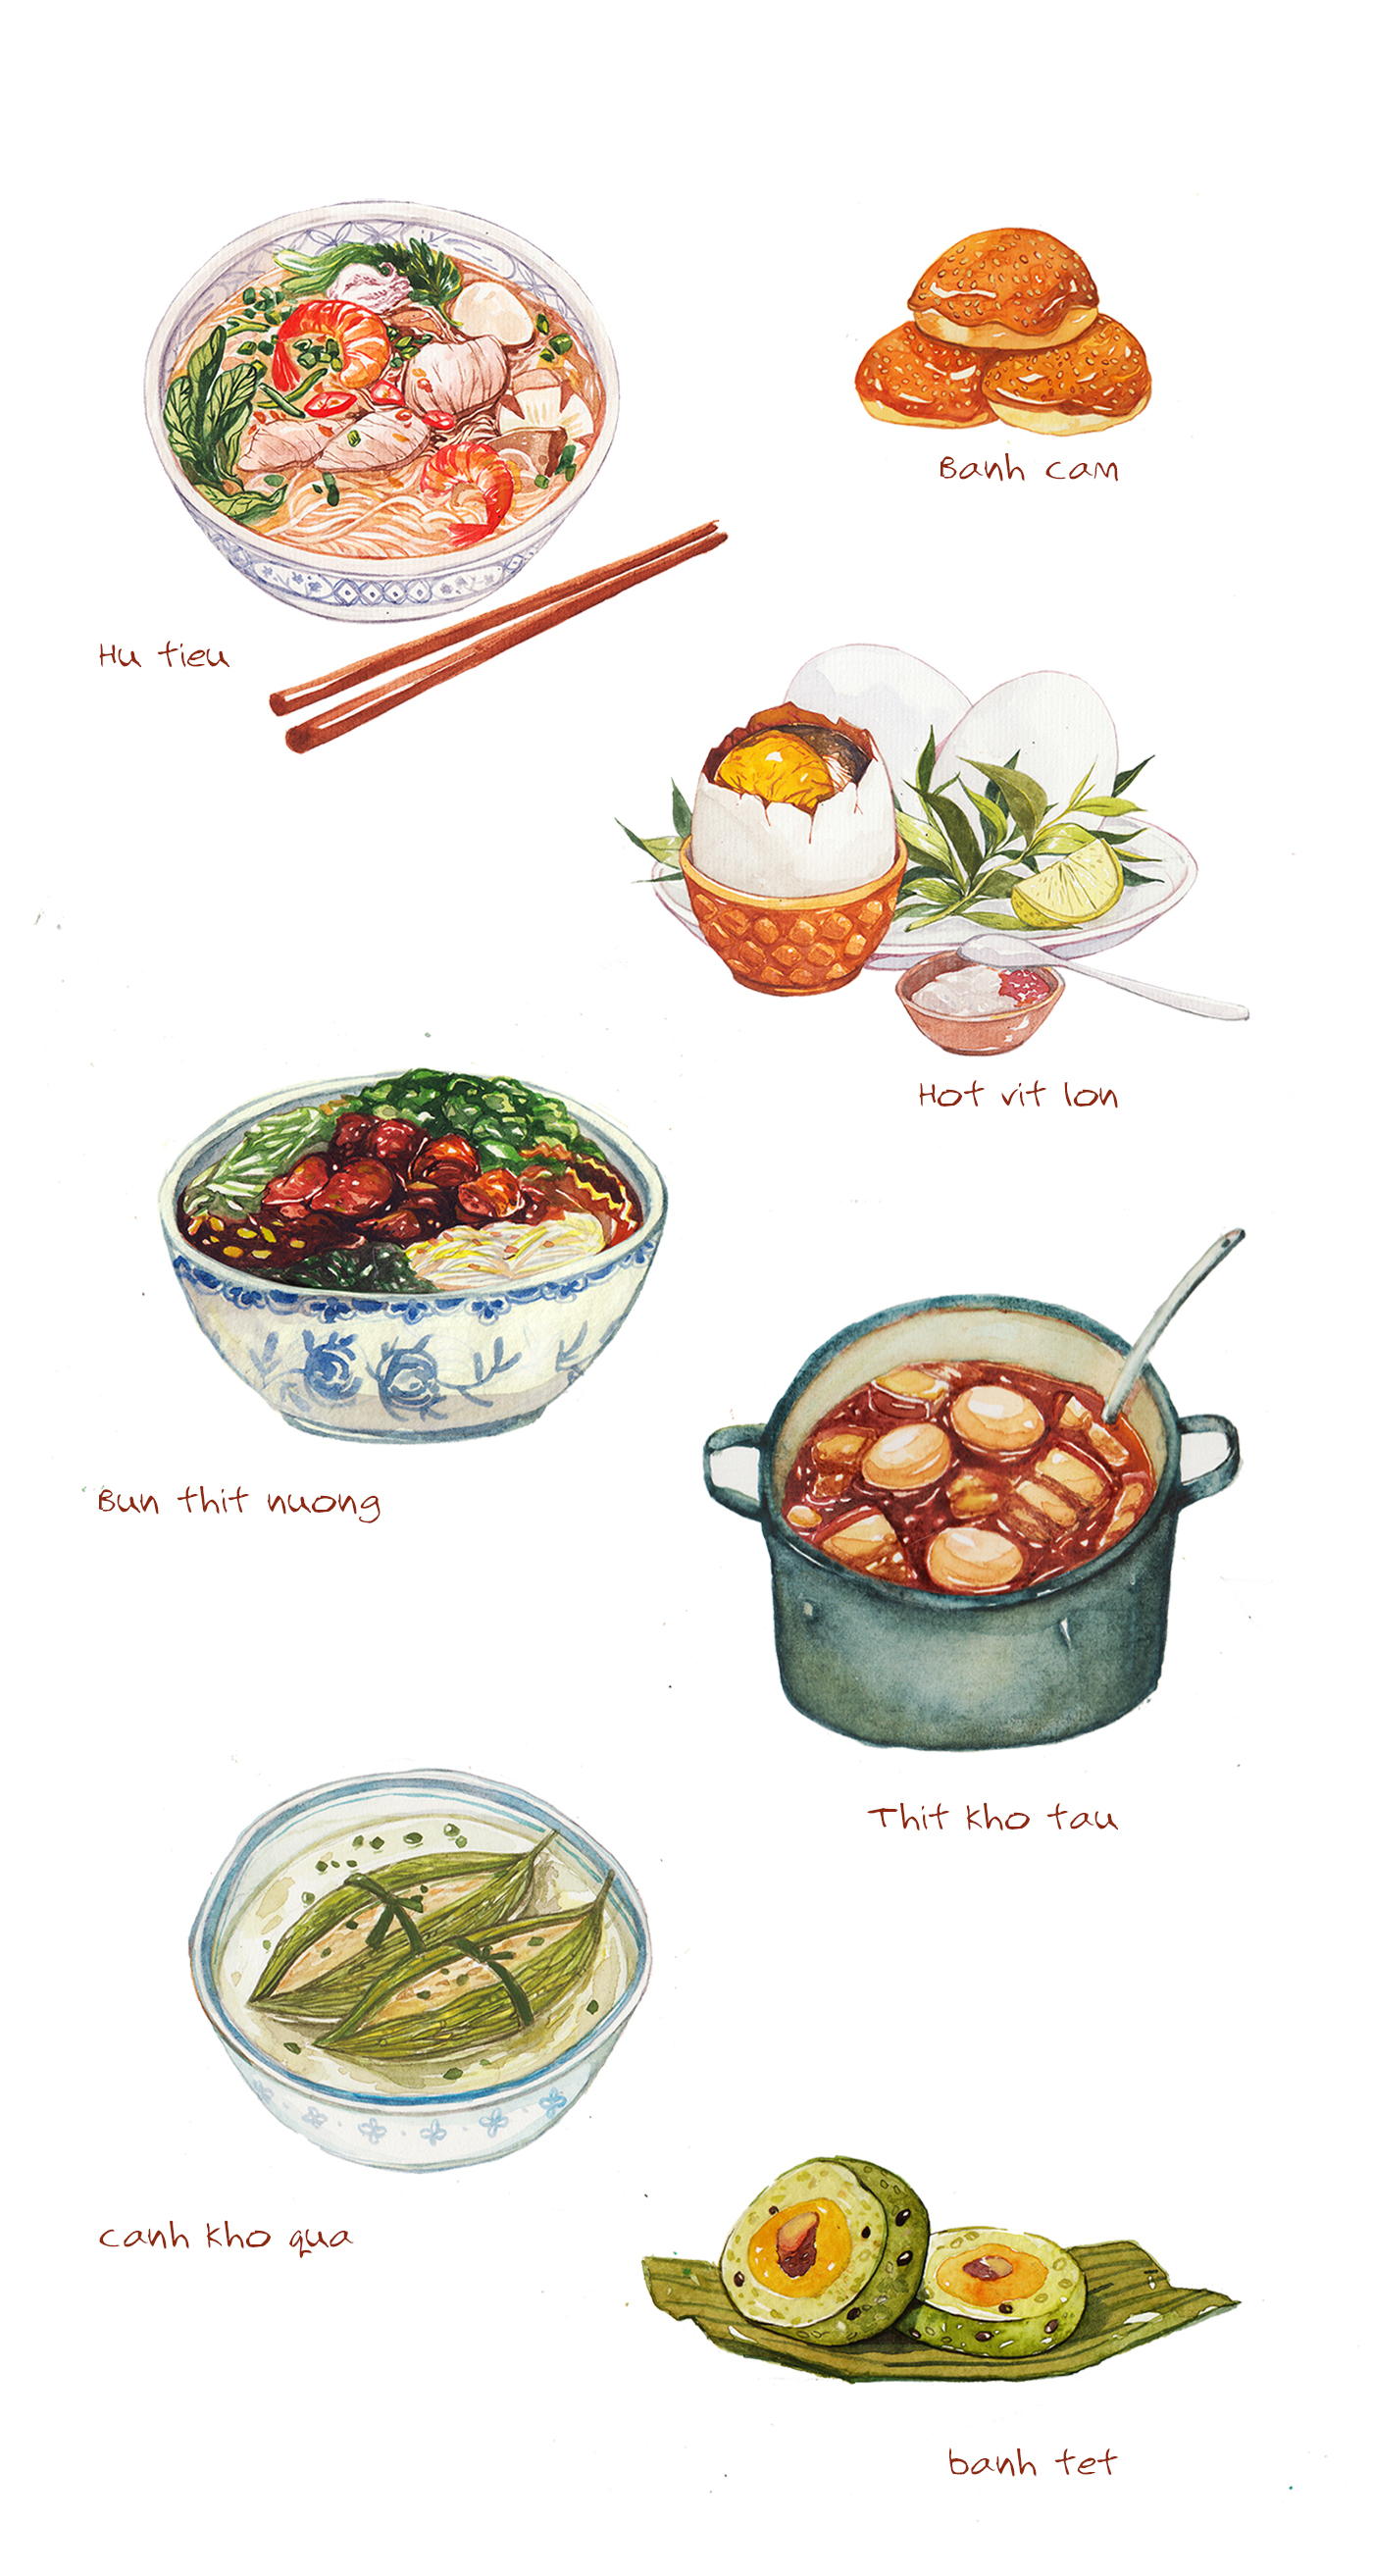 Banh cam
Hu tieu
Hot vit lon
Bun thit nuong
Thit kho tau
canh kho qua
banh tet